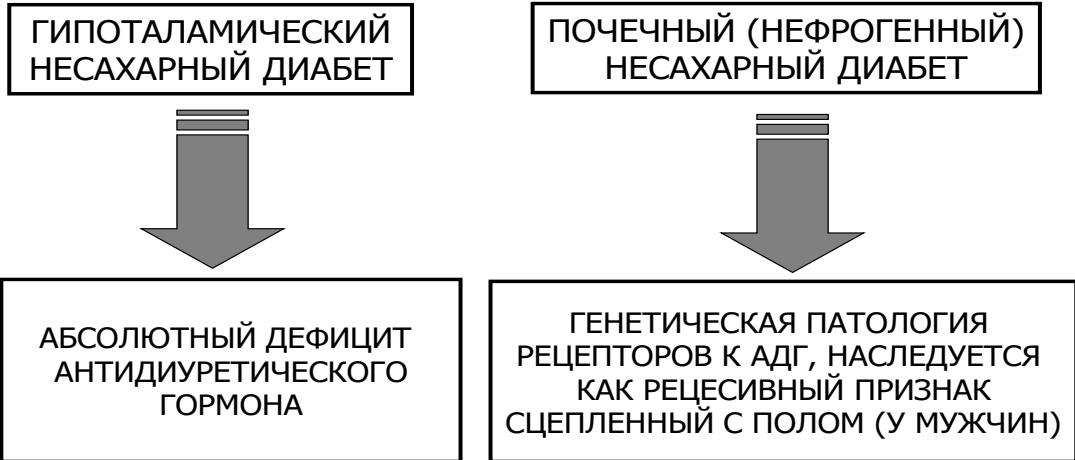 ГИПОТАЛАМИЧЕСКИЙ
НЕСАХАРНЫЙ ДИАБЕТ
ПОЧЕЧНЫЙ (НЕФРОГЕННЫЙ)
НЕСАХАРНЫЙ ДИАБЕТ
АБСОЛЮТНЫЙ ДЕФИЦИТ
АНТИДИУРЕТИЧЕСКОГО
ГОРМОНА
ГЕНЕТИЧЕСКАЯ ПАТОЛОГИЯ
РЕЦЕПТОРОВ К АДГ, НАСЛЕДУЕТСЯ
КАК РЕЦЕСИВНЫЙ ПРИЗНАК
СЦЕПЛЕННЫЙ С ПОЛОМ (У МУЖЧИН)